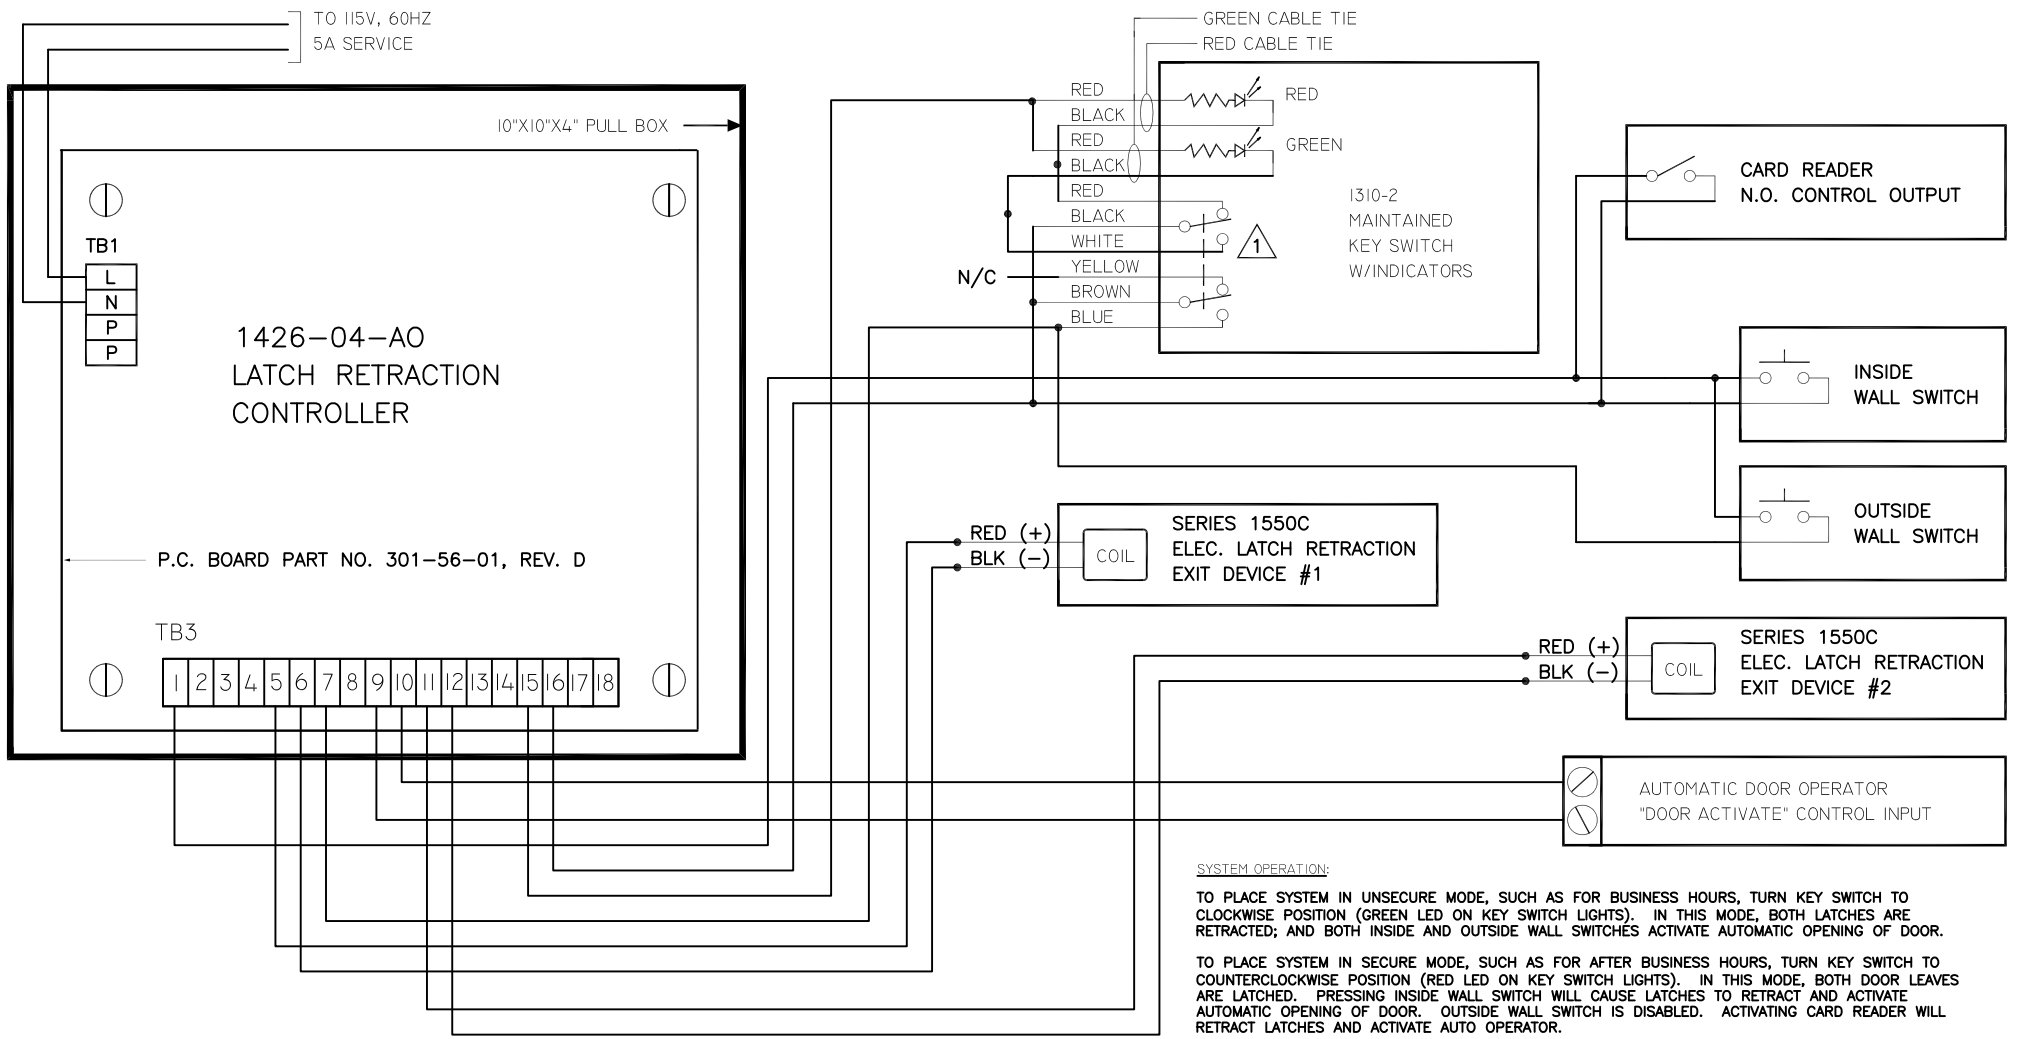 TO 115V, 60HZ
5A SERVICE
GREEN CABLE TIE
RED CABLE TIE
10"X10"X4" PULL BOX
RED
BLACK
RED
BLACK
RED
BLACK
WHITE
YELLOW
BROWN
BLUE
N/C
RED
GREEN
1
1310-2
MAINTAINED
KEY SWITCH
W/INDICATORS
CARD READER
N.O. CONTROL OUTPUT
TB1
L
N
P
P
1426-04-AO
LATCH RETRACTION
CONTROLLER
INSIDE
WALL SWITCH
OUTSIDE
WALL SWITCH
P.C. BOARD PART NO. 301-56-01, REV. D
RED (+)
BLK (-)
COIL
SERIES 1550C
ELEC. LATCH RETRACTION
EXIT DEVICE #1
TB3
1 2 3 4 5 6 7 8 9 10 11 12 13 14 15 16 17 18
RED (+)
BLK (-)
COIL
SERIES 1550C
ELEC. LATCH RETRACTION
EXIT DEVICE #2
AUTOMATIC DOOR OPERATOR
"DOOR ACTIVATE" CONTROL INPUT
SYSTEM OPERATION:
TO PLACE SYSTEM IN UNSECURE MODE, SUCH AS FOR BUSINESS HOURS, TURN KEY SWITCH TO
CLOCKWISE POSITION (GREEN LED ON KEY SWITCH LIGHTS). IN THIS MODE, BOTH LATCHES ARE
RETRACTED; AND BOTH INSIDE AND OUTSIDE WALL SWITCHES ACTIVATE AUTOMATIC OPENING OF DOOR.
TO PLACE SYSTEM IN SECURE MODE, SUCH AS FOR AFTER BUSINESS HOURS, TURN KEY SWITCH TO
COUNTERCLOCKWISE POSITION (RED LED ON KEY SWITCH LIGHTS). IN THIS MODE, BOTH DOOR LEAVES
ARE LATCHED. PRESSING INSIDE WALL SWITCH WILL CAUSE LATCHES TO RETRACT AND ACTIVATE
AUTOMATIC OPENING OF DOOR. OUTSIDE WALL SWITCH IS DISABLED. ACTIVATING CARD READER WILL
RETRACT LATCHES AND ACTIVATE AUTO OPERATOR.